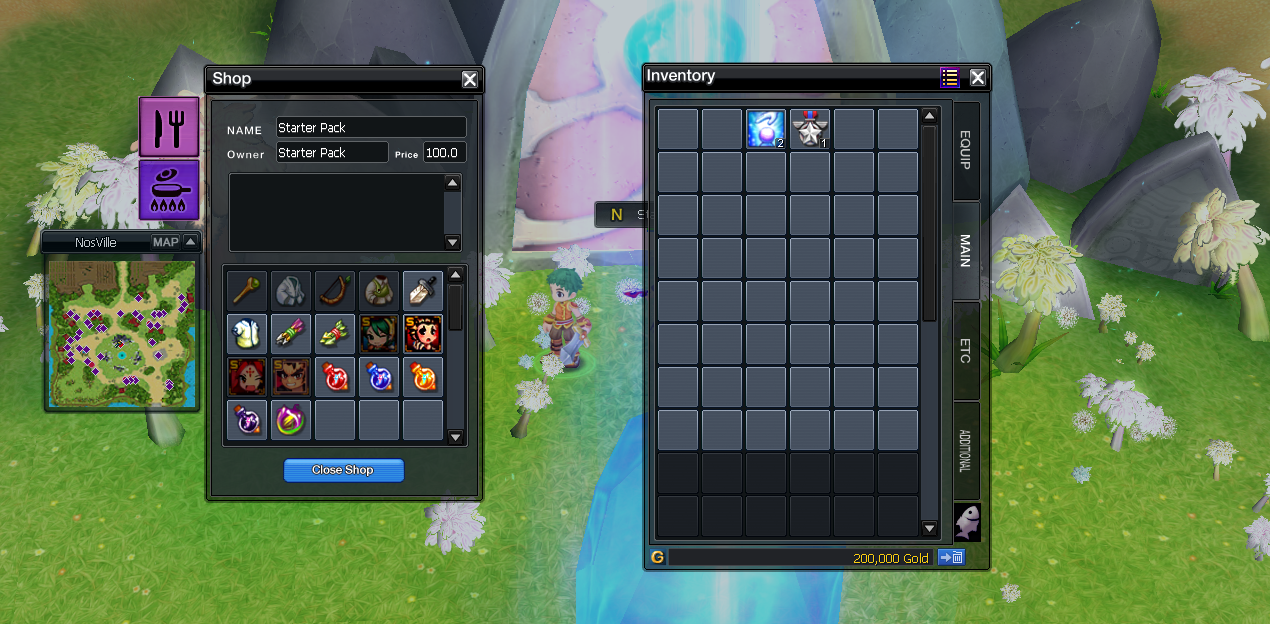 Shop
NAME Starter Pack
Owner Starter Pack Price 100.0
S S
S S
Close Shop
NosVille MAP
N
Inventory
2 1
EQUIP
MAIN
ETC
ADDITIONAL
G 200,000 Gold